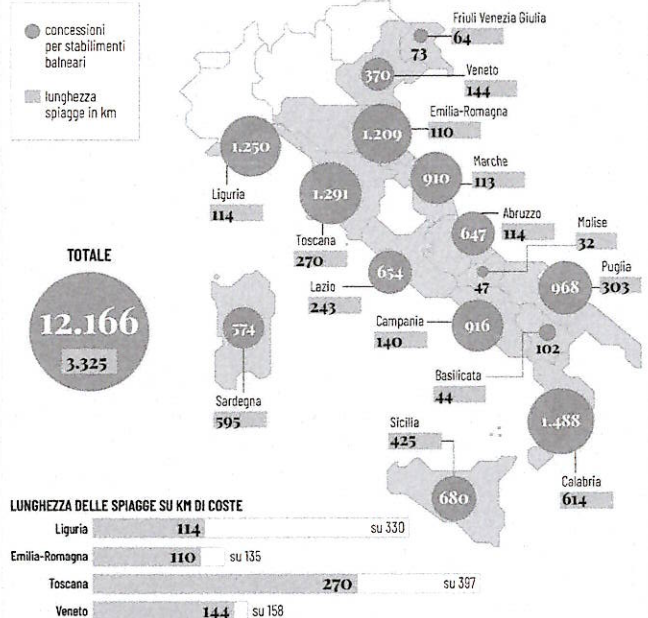 concessioni
per stabilimenti
balneari
lunghezza
spiagge in km
Friuli Venezia Giulia
73
64
370
Veneto
144
Emilia-Romagna
1.209
110
1.250
Liguria
114
Marche
910
113
1.291
Toscana
270
Abruzzo
647
114
Molise
32
47
Puglia
968
303
654
Lazio
243
Campania
916
140
102
Basilicata
44
TOTALE
12.166
3.325
574
Sardegna
595
Sicilia
425
680
1.488
Calabria
614
LUNGHEZZA DELLE SPIAGGE SU KM DI COSTE
Liguria 114 su 330
Emilia-Romagna 110 su 135
Toscana 270 su 397
Veneto 144 su 158